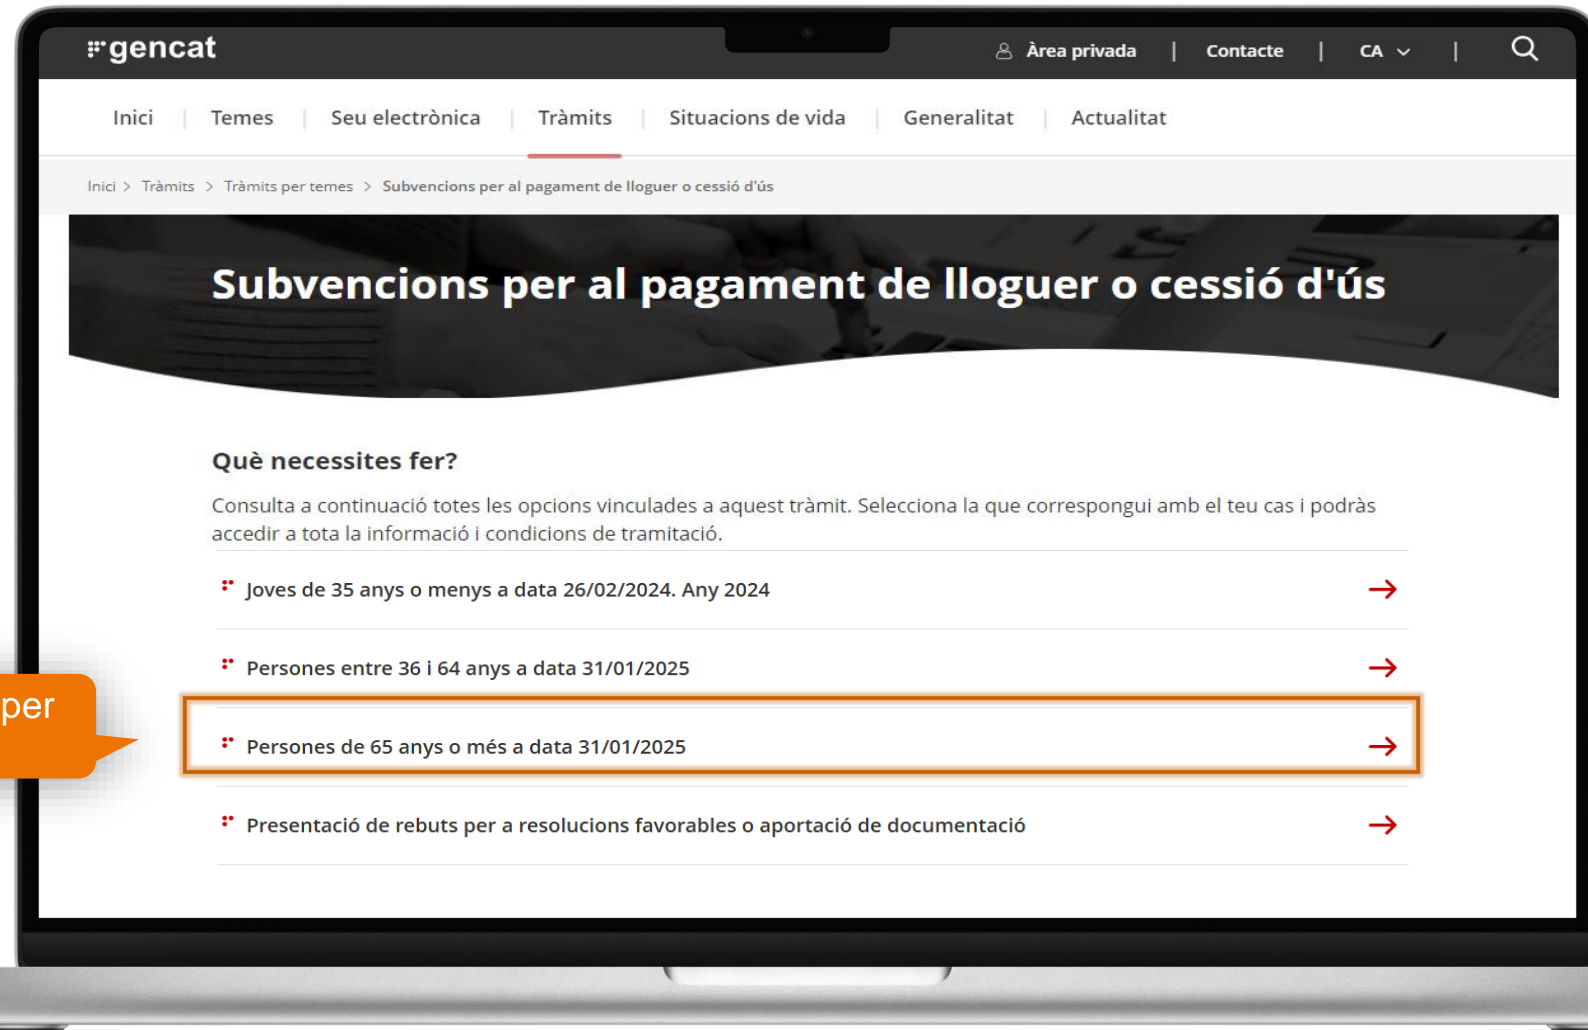 gencat
Àrea privada | Contacte | CA |
Inici | Temes | Seu electrònica | Tràmits | Situacions de vida | Generalitat | Actualitat
Inici > Tràmits > Tràmits per temes > Subvencions per al pagament de lloguer o cessió d'ús
Subvencions per al pagament de lloguer o cessió d'ús
Què necessites fer?
Consulta a continuació totes les opcions vinculades a aquest tràmit. Selecciona la que correspongui amb el teu cas i podràs
accedir a tota la informació i condicions de tramitació.
Joves de 35 anys o menys a data 26/02/2024. Any 2024
Persones entre 36 i 64 anys a data 31/01/2025
per
Persones de 65 anys o més a data 31/01/2025
Presentació de rebuts per a resolucions favorables o aportació de documentació